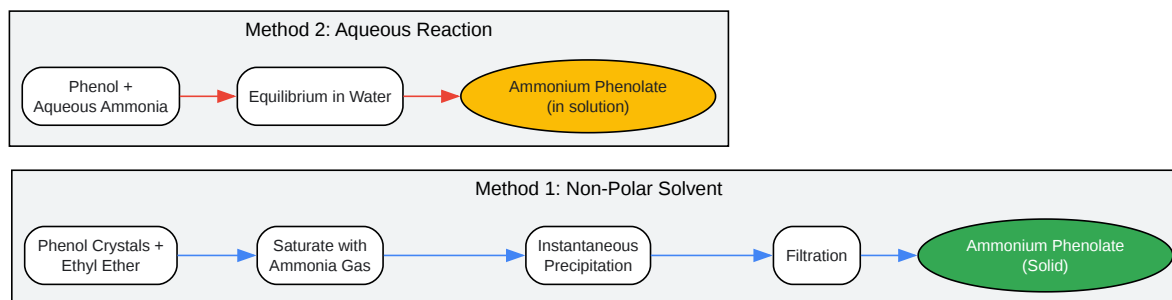 Method 2: Aqueous Reaction
Phenol +
Aqueous Ammonia
Equilibrium in Water
Ammonium Phenolate
(in solution)
Method 1: Non-Polar Solvent
Phenol Crystals +
Ethyl Ether
Saturate with
Ammonia Gas
Instantaneous
Precipitation
Filtration
Ammonium Phenolate
(Solid)